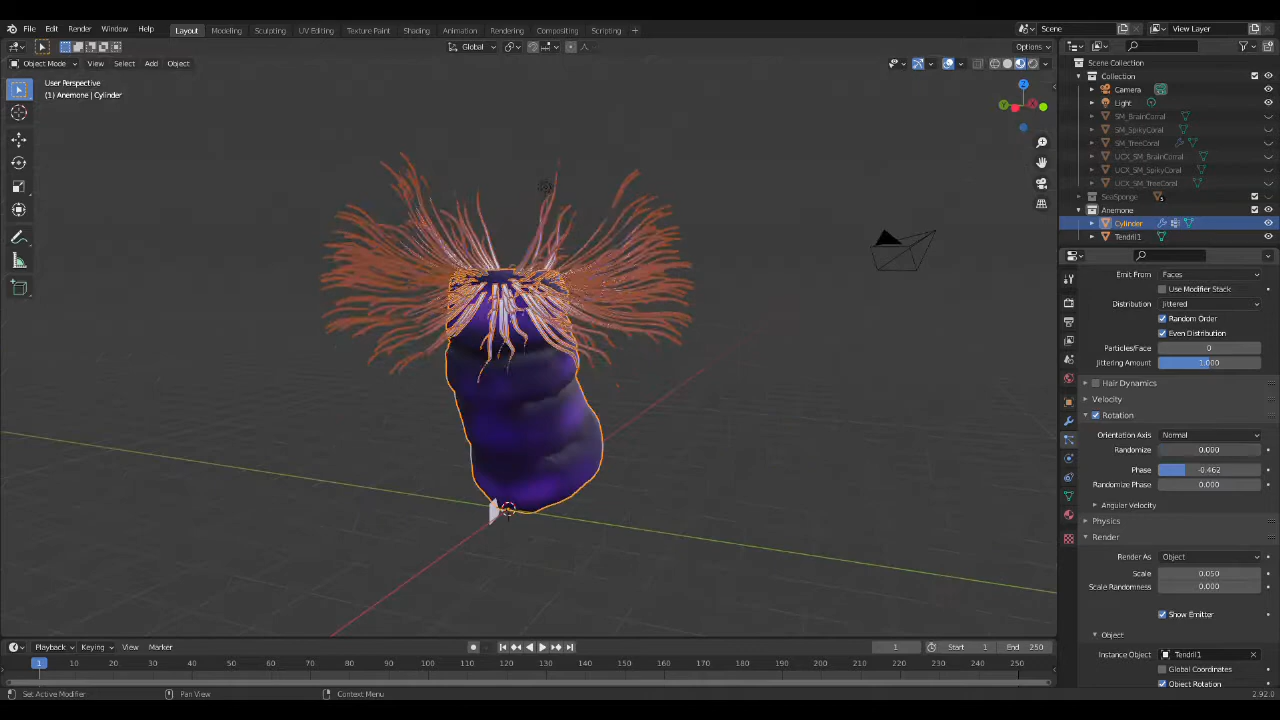 File Edit Render Window Help Layout Modeling Sculpting UV Editing Texture Paint Shading Animation Rendering Compositing Scripting + Scene View Layer
Global Options
Object Mode View Select Add Object
User Perspective
(1) Anemone | Cylinder
Z
Y
X
Scene Collection
Collection
Camera
Light
SM_BrainCorral
SM_SpikyCoral
SM_TreeCoral
UCX_SM_BrainCorral
UCX_SM_SpikyCoral
UCX_SM_TreeCoral
SeaSponge
Anemone
Cylinder
Tendril1
Emit From Faces
Use Modifier Stack
Distribution Jittered
Random Order
Even Distribution
Particles/Face 0
Jittering Amount 1.000
Hair Dynamics
Velocity
Rotation
Orientation Axis Normal
Randomize 0.000
Phase -0.462
Randomize Phase 0.000
Angular Velocity
Physics
Render
Render As Object
Scale 0.050
Scale Randomness 0.000
Show Emitter
Object
Instance Object Tendril1
Global Coordinates
Object Rotation
Playback Keying View Marker 1 Start 1 End 250
1 10 20 30 40 50 60 70 80 90 100 110 120 130 140 150 160 170 180 190 200 210 220 230 240 250
Set Active Modifier Pan View Context Menu 2.92.0